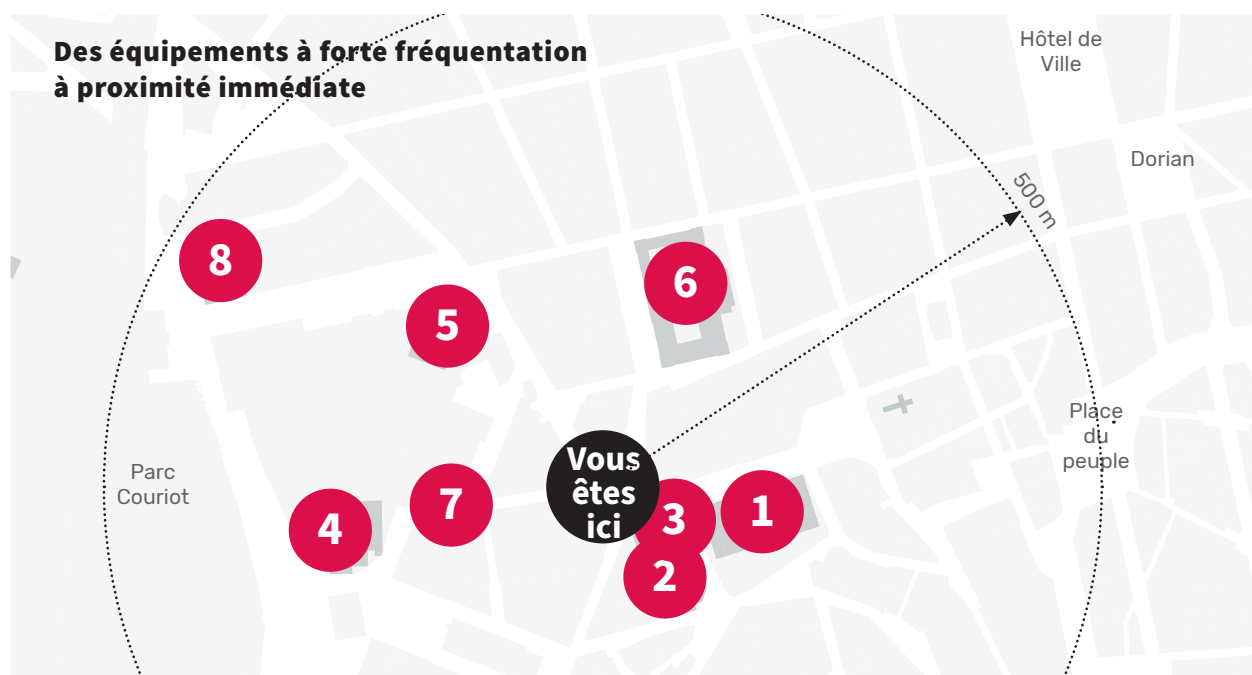 Des équipements à forte fréquentation
à proximité immédiate
Hôtel de
Ville
Dorian
500 m
8
6
5
Place
du
peuple
Vous
êtes
ici
Parc
Couriot
7
4
3
1
2